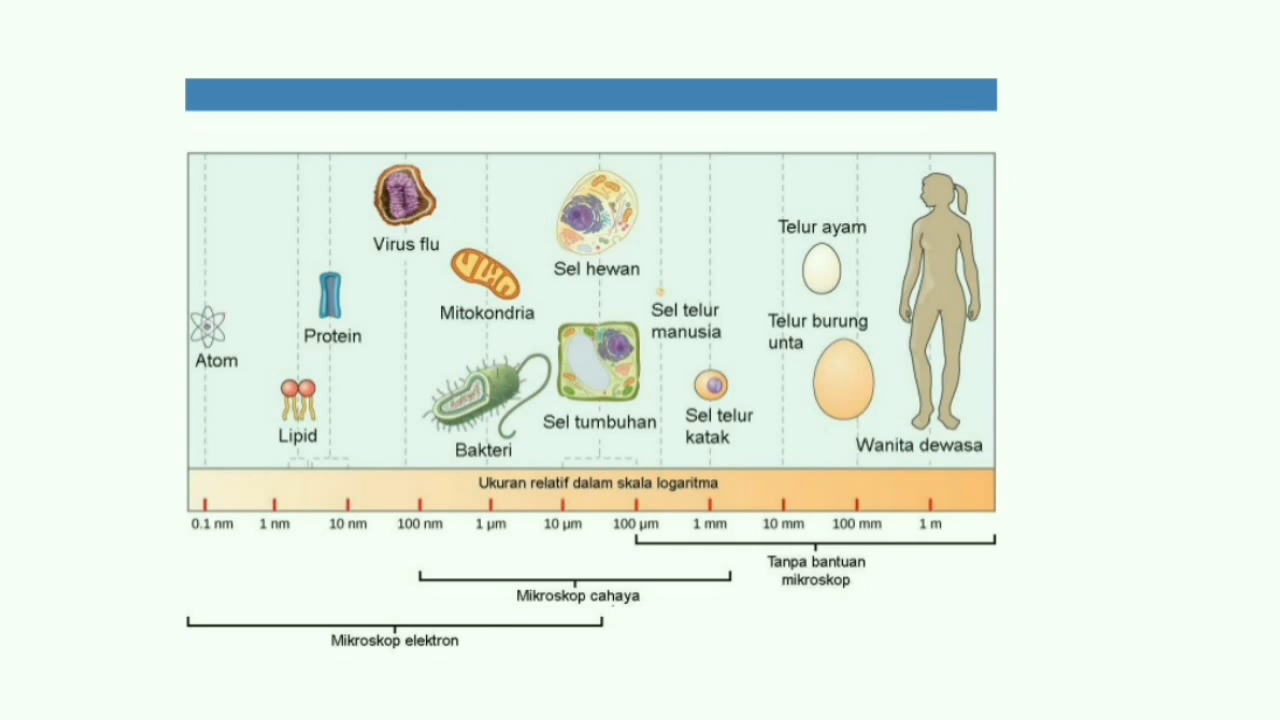 Virus flu
Telur ayam
Sel hewan
Mitokondria
Sel telur
manusia
Telur burung
unta
Protein
Atom
Sel telur
katak
Sel tumbuhan
Lipid
Bakteri
Wanita dewasa
Ukuran relatif dalam skala logaritma
0.1 nm 1 nm 10 nm 100 nm 1 µm 10 µm 100 µm 1 mm 10 mm 100 mm 1 m
Tanpa bantuan
mikroskop
Mikroskop cahaya
Mikroskop elektron